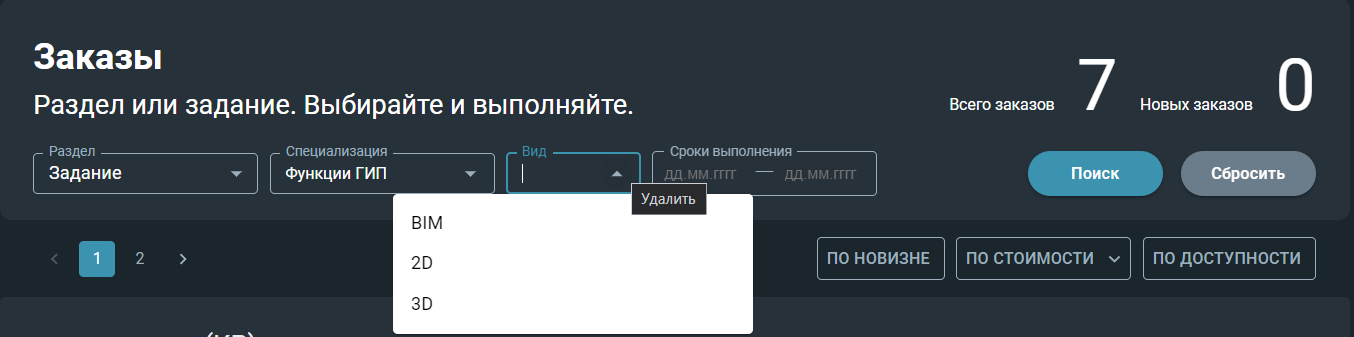 Заказы
Раздел или задание. Выбирайте и выполняйте.
Всего заказов 7 Новых заказов 0
Раздел Специализация Вид Сроки выполнения
Задание Функции ГИП дд.мм.гггг — дд.мм.гггг Поиск Сбросить
Удалить
BIM
2D
3D
1 2 ПО НОВИЗНЕ ПО СТОИМОСТИ ПО ДОСТУПНОСТИ